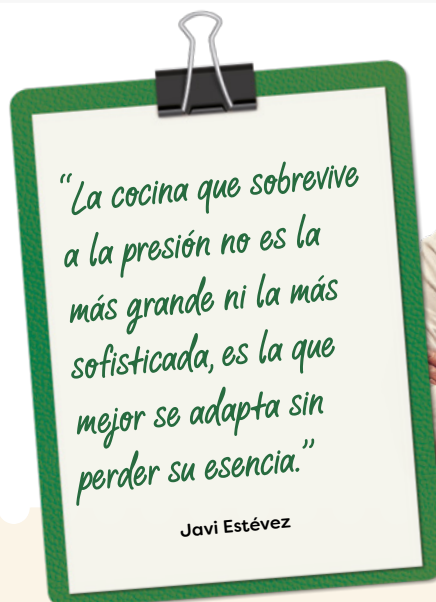 “La cocina que sobrevive
a la presión no es la
más grande ni la más
sofisticada, es la que
mejor se adapta sin
perder su esencia.”
Javi Estévez